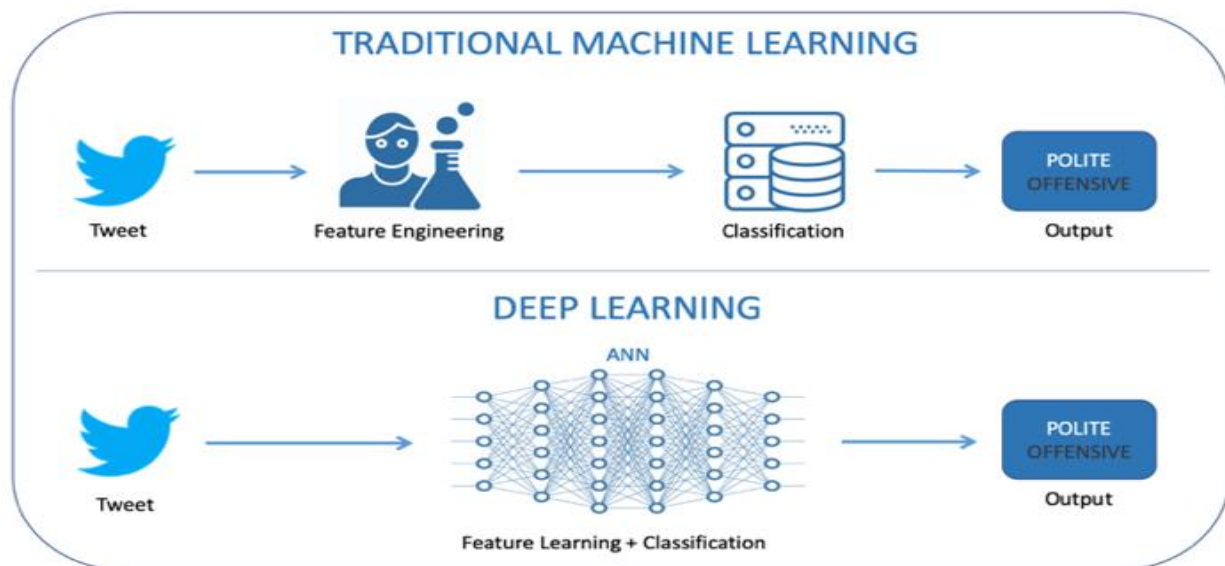 TRADITIONAL MACHINE LEARNING
POLITE
OFFENSIVE
Tweet
Feature Engineering
Classification
Output
DEEP LEARNING
ANN
POLITE
OFFENSIVE
Tweet
Output
Feature Learning + Classification